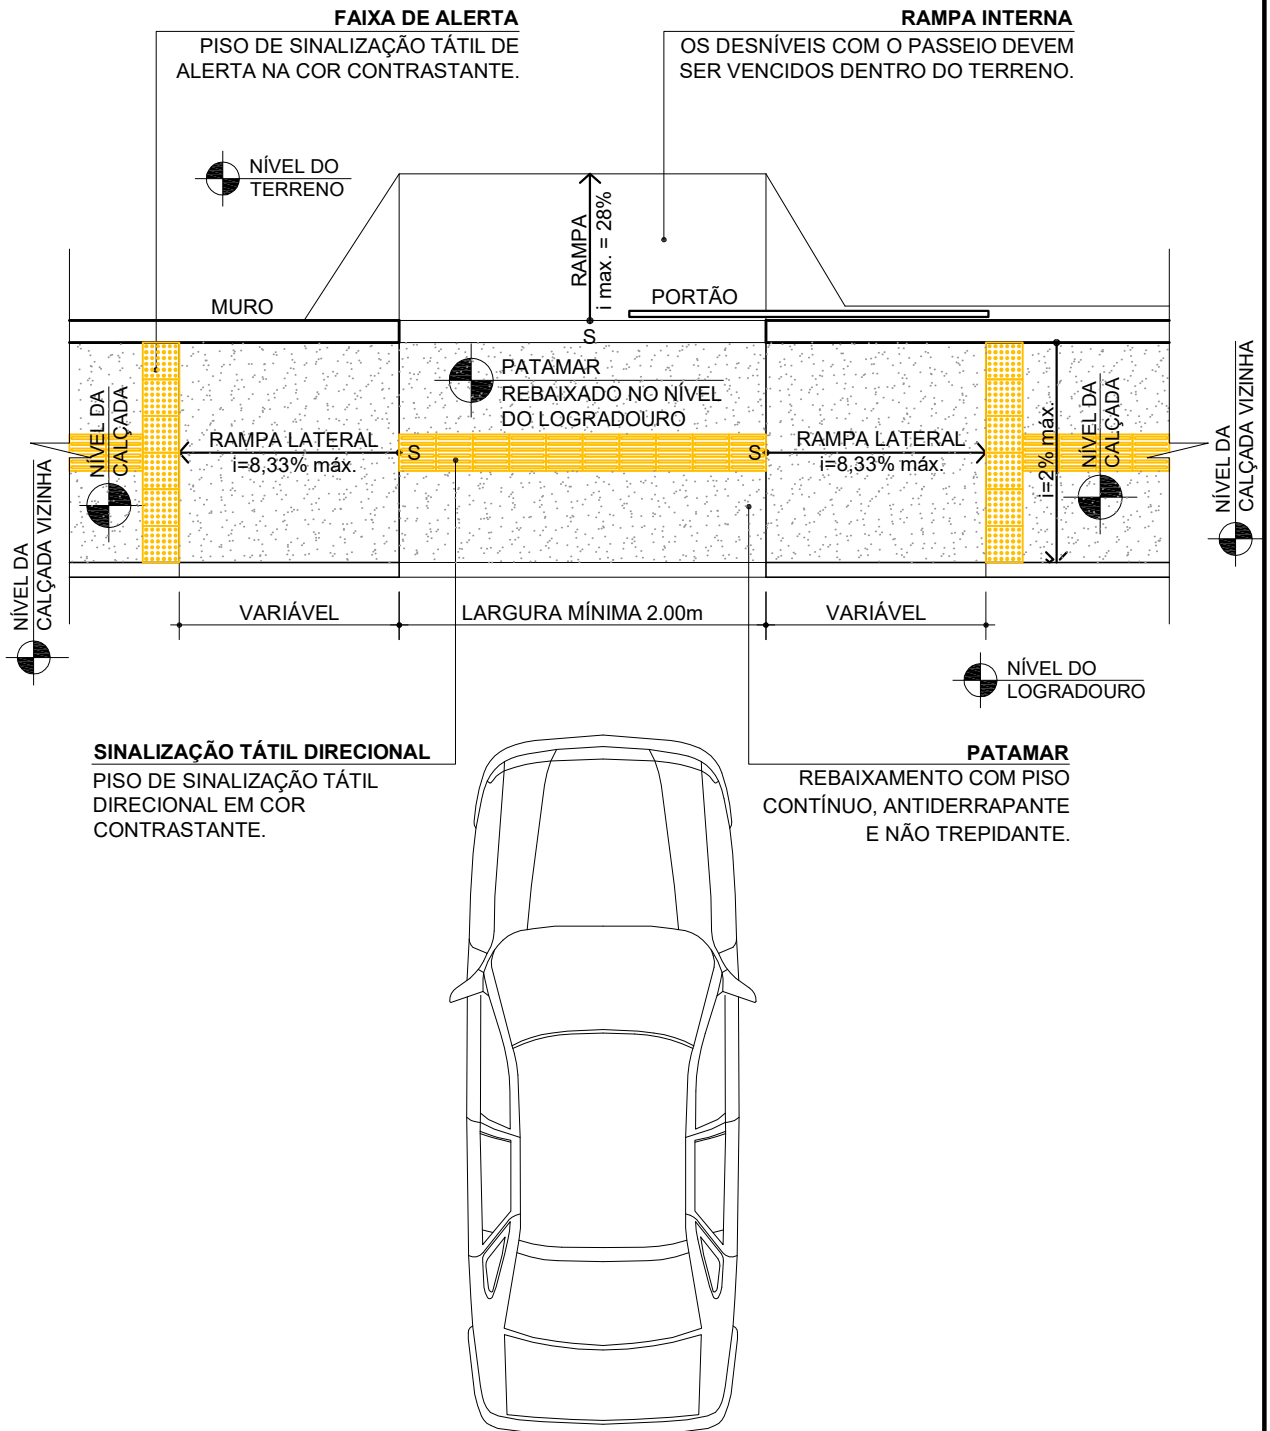 FAIXA DE ALERTA
PISO DE SINALIZAÇÃO TÁTIL DE
ALERTA NA COR CONTRASTANTE.
RAMPA INTERNA
OS DESNÍVEIS COM O PASSEIO DEVEM
SER VENCIDOS DENTRO DO TERRENO.
NÍVEL DO
TERRENO
RAMPA
i max. = 28%
MURO
PORTÃO
S
PATAMAR
REBAIXADO NO NÍVEL
DO LOGRADOURO
NÍVEL DA
CALÇADA
RAMPA LATERAL
i=8,33% máx.
S
S
RAMPA LATERAL
i=8,33% máx.
i=2% máx.
NÍVEL DA
CALÇADA
NÍVEL DA
CALÇADA VIZINHA
NÍVEL DA
CALÇADA VIZINHA
VARIÁVEL
LARGURA MÍNIMA 2.00m
VARIÁVEL
NÍVEL DO
LOGRADOURO
SINALIZAÇÃO TÁTIL DIRECIONAL
PISO DE SINALIZAÇÃO TÁTIL
DIRECIONAL EM COR
CONTRASTANTE.
PATAMAR
REBAIXAMENTO COM PISO
CONTÍNUO, ANTIDERRAPANTE
E NÃO TREPIDANTE.